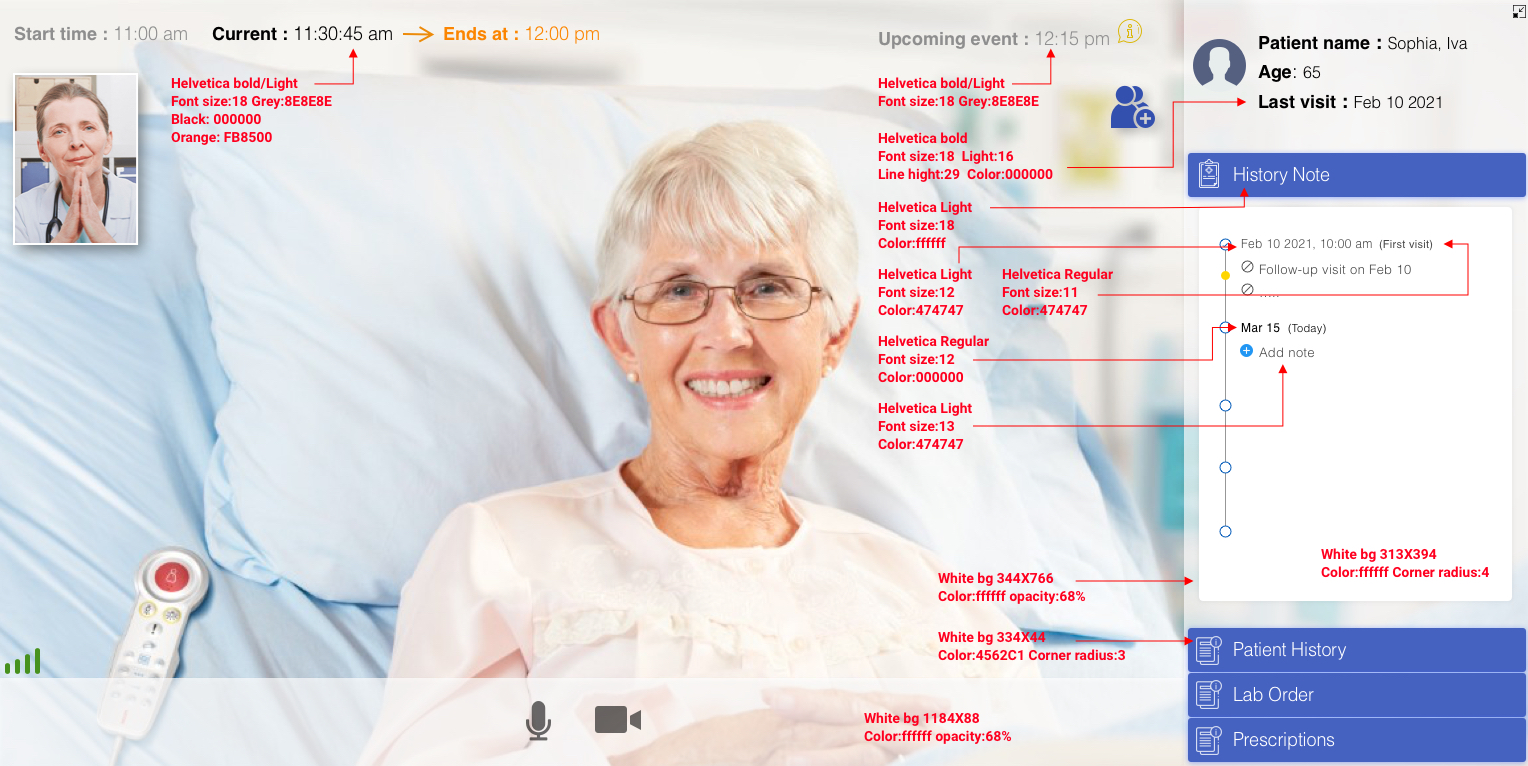 Start time : 11:00 am Current : 11:30:45 am Ends at : 12:00 pm
Helvetica bold/Light
Font size:18 Grey:8E8E8E
Black: 000000
Orange: FB8500
Upcoming event : 12:15 pm
Helvetica bold/Light
Font size:18 Grey:8E8E8E
Helvetica bold
Font size:18 Light:16
Line hight:29 Color:000000
Helvetica Light
Font size:18
Color:ffffff
Helvetica Light
Font size:12
Color:474747
Helvetica Regular
Font size:11
Color:474747
Helvetica Regular
Font size:12
Color:000000
Helvetica Light
Font size:13
Color:474747
White bg 344X766
Color:ffffff opacity:68%
White bg 334X44
Color:4562C1 Corner radius:3
White bg 1184X88
Color:ffffff opacity:68%
Patient name : Sophia, Iva
Age: 65
Last visit : Feb 10 2021
History Note
Feb 10 2021, 10:00 am (First visit)
Follow-up visit on Feb 10
.....
Mar 15 (Today)
Add note
White bg 313X394
Color:ffffff Corner radius:4
Patient History
Lab Order
Prescriptions